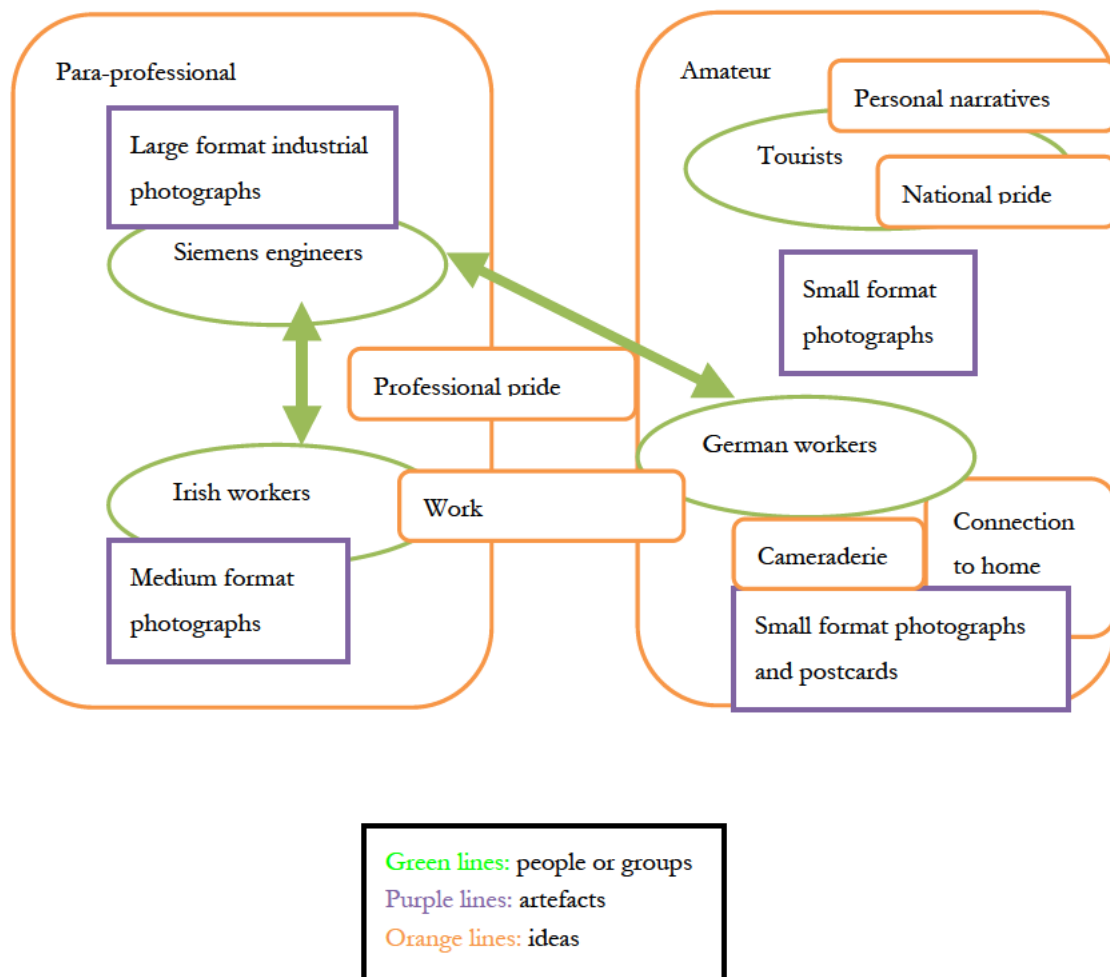 Para-professional
Large format industrial
photographs
Siemens engineers
Professional pride
Irish workers
Work
Medium format
photographs
Amateur
Personal narratives
Tourists
National pride
Small format
photographs
German workers
Connection
to home
Cameraderie
Small format photographs
and postcards
Green lines: people or groups
Purple lines: artefacts
Orange lines: ideas